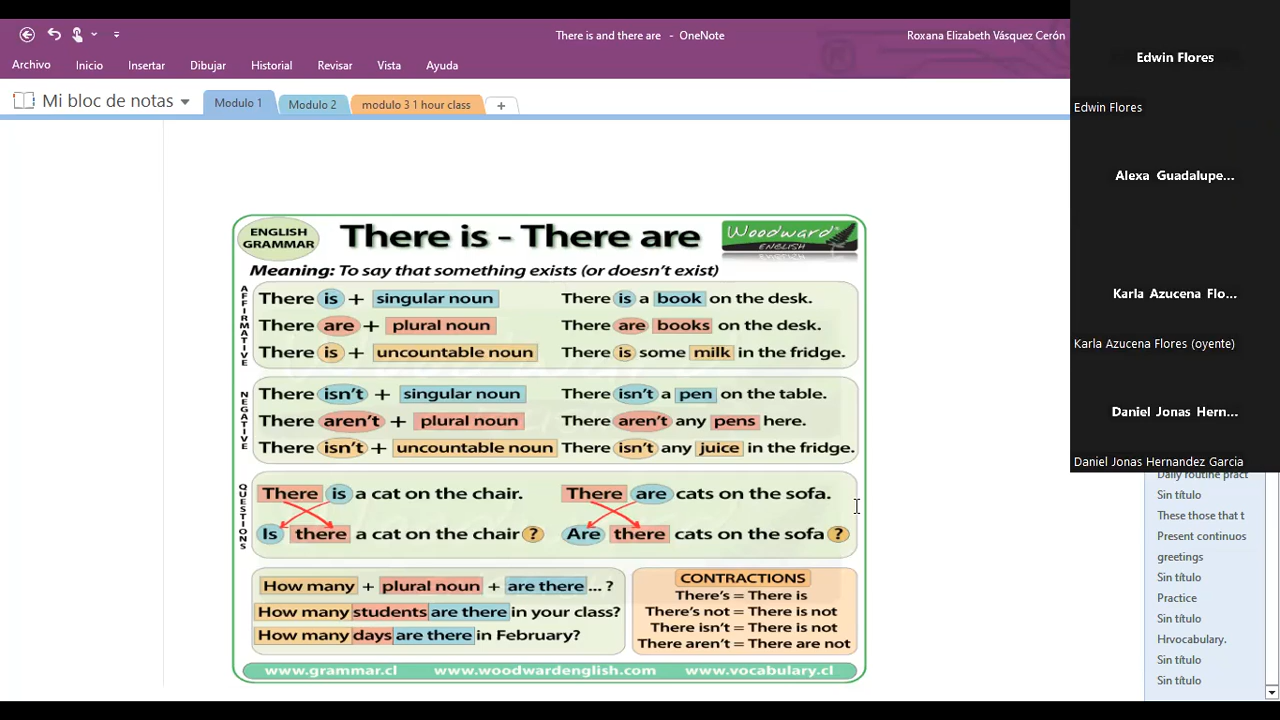 There is and there are - OneNote
Roxana Elizabeth Vásquez Cerón
Archivo Inicio Insertar Dibujar Historial Revisar Vista Ayuda
Mi bloc de notas
Modulo 1
Modulo 2
modulo 3 1 hour class
+
ENGLISH
GRAMMAR
There is - There are
Woodward®
ENGLISH
Meaning: To say that something exists (or doesn't exist)
AFFIRMATIVE
There is + singular noun There is a book on the desk.
There are + plural noun There are books on the desk.
There is + uncountable noun There is some milk in the fridge.
NEGATIVE
There isn't + singular noun There isn't a pen on the table.
There aren't + plural noun There aren't any pens here.
There isn't + uncountable noun There isn't any juice in the fridge.
QUESTIONS
There is a cat on the chair. There are cats on the sofa.
Is there a cat on the chair ? Are there cats on the sofa ?
How many + plural noun + are there ... ?
How many students are there in your class?
How many days are there in February?
CONTRACTIONS
There's = There is
There's not = There is not
There isn't = There is not
There aren't = There are not
www.grammar.cl www.woodwardenglish.com www.vocabulary.cl
Edwin Flores
Edwin Flores
Alexa Guadalupe...
Karla Azucena Flo...
Karla Azucena Flores (oyente)
Daniel Jonas Hern...
Daniel Jonas Hernandez Garcia
Daily routine pract
Sin título
These those that t
Present continuos
greetings
Sin título
Practice
Sin título
Hrvocabulary.
Sin título
Sin título